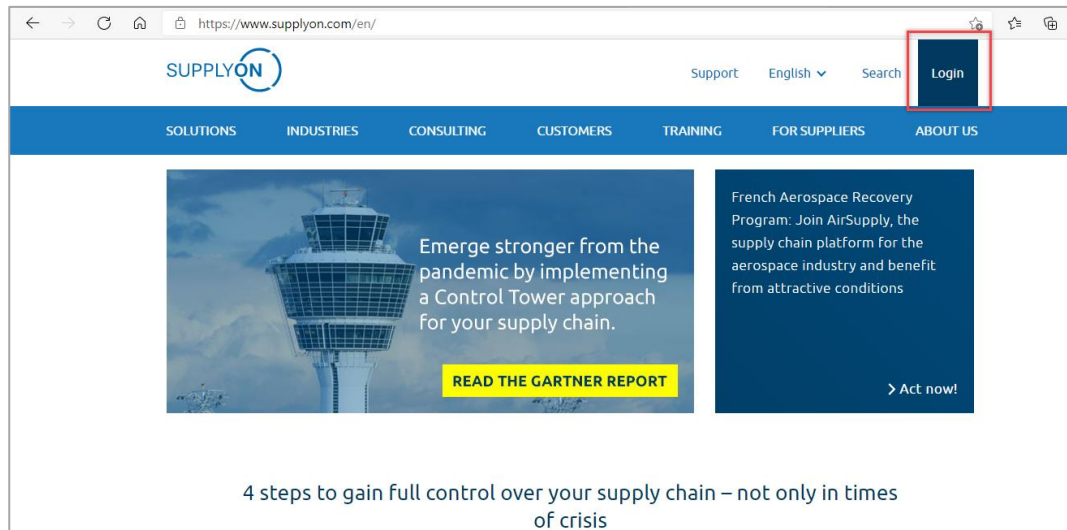 https://www.supplyon.com/en/
SUPPLYON
Support English Search Login
SOLUTIONS INDUSTRIES CONSULTING CUSTOMERS TRAINING FOR SUPPLIERS ABOUT US
Emerge stronger from the
pandemic by implementing
a Control Tower approach
for your supply chain.
READ THE GARTNER REPORT
French Aerospace Recovery
Program: Join AirSupply, the
supply chain platform for the
aerospace industry and benefit
from attractive conditions
Act now!
4 steps to gain full control over your supply chain – not only in times
of crisis